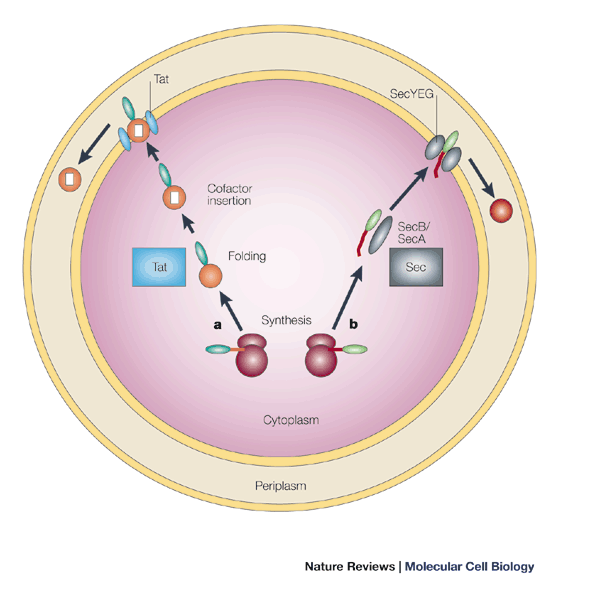 Tat
SecYEG
Cofactor
insertion
SecB/
SecA
Folding
Tat
Sec
a
Synthesis
b
Cytoplasm
Periplasm
Nature Reviews | Molecular Cell Biology